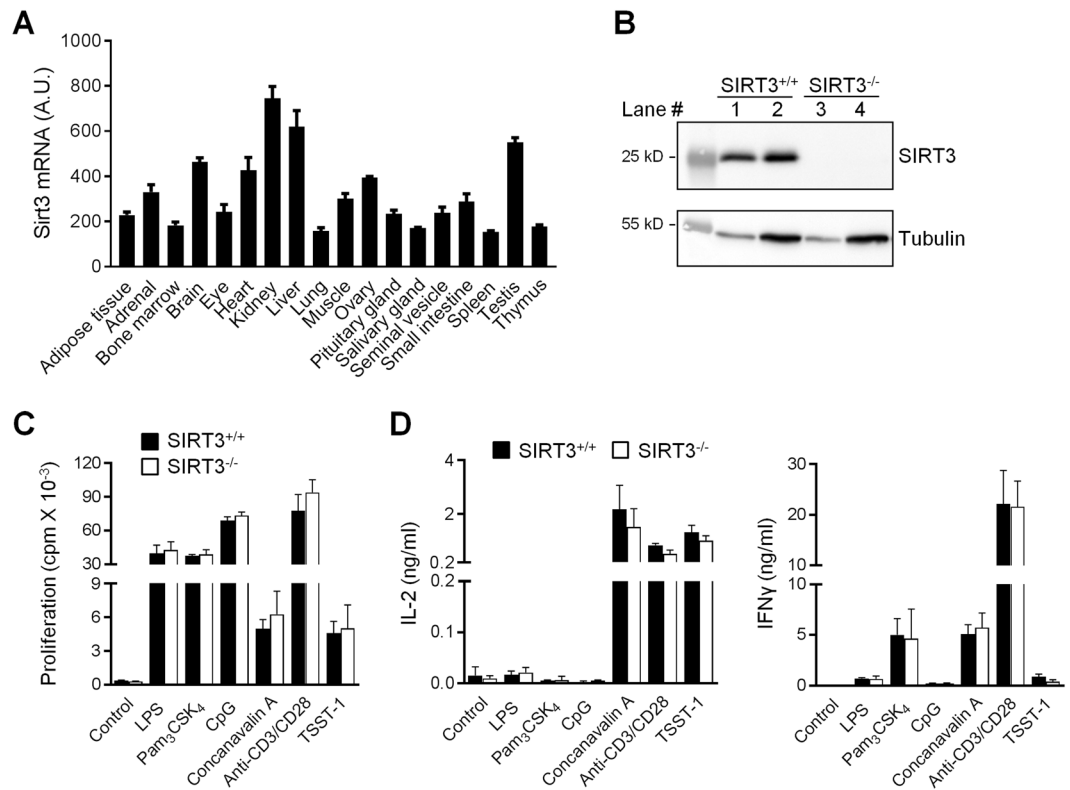 A
Sirt3 mRNA (A.U.)
1000
800
600
400
200
0
Adipose tissue
Adrenal
Bone marrow
Brain
Eye
Heart
Kidney
Liver
Lung
Muscle
Ovary
Pituitary gland
Salivary gland
Seminal vesicle
Small intestine
Spleen
Testis
Thymus
B
SIRT3+/+ SIRT3-/-
Lane # 1 2 3 4
25 kD SIRT3
55 kD Tubulin
C
SIRT3+/+
SIRT3-/-
Proliferation (cpm X 10-3)
120
90
60
30
9
6
3
0
Control
LPS
Pam3CSK4
CpG
Concanavalin A
Anti-CD3/CD28
TSST-1
D
SIRT3+/+ SIRT3-/-
IL-2 (ng/ml)
4
2
0.2
0.2
0.1
0.0
Control
LPS
Pam3CSK4
CpG
Concanavalin A
Anti-CD3/CD28
TSST-1
IFNγ (ng/ml)
30
20
10
10
5
0
Control
LPS
Pam3CSK4
CpG
Concanavalin A
Anti-CD3/CD28
TSST-1